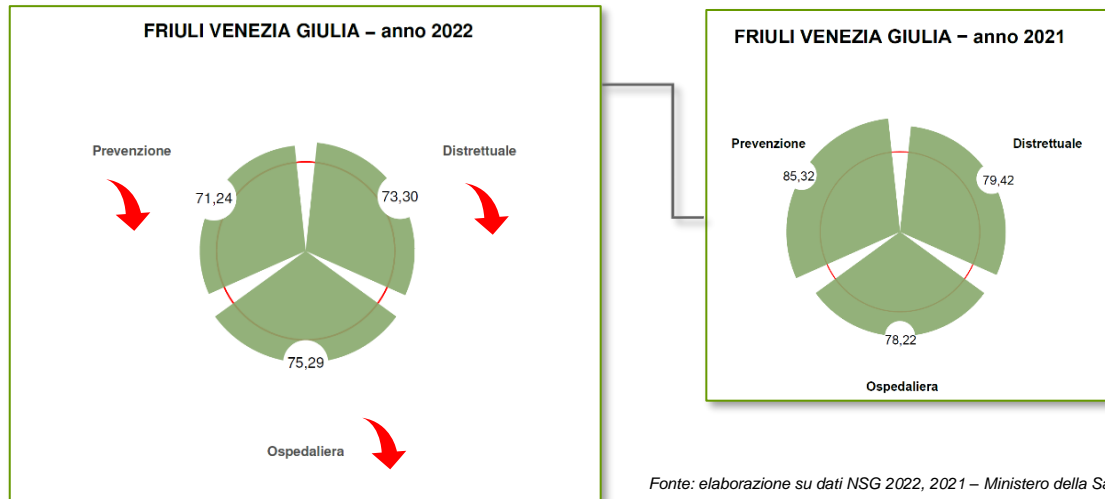 FRIULI VENEZIA GIULIA – anno 2022
Prevenzione
Distrettuale
71,24
73,30
75,29
Ospedaliera
FRIULI VENEZIA GIULIA – anno 2021
Prevenzione
Distrettuale
85,32
79,42
78,22
Ospedaliera
Fonte: elaborazione su dati NSG 2022, 2021 – Ministero della